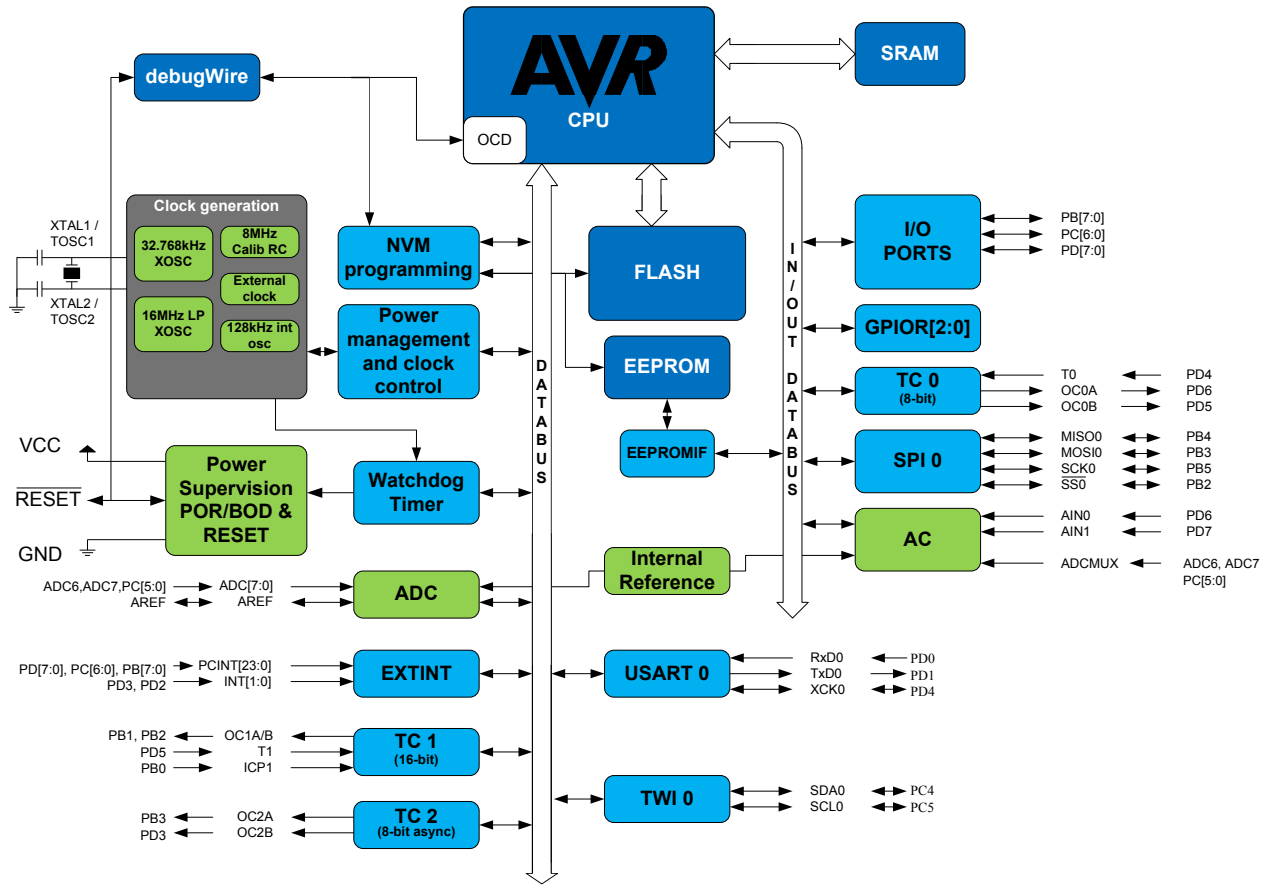 AVR
CPU
OCD
SRAM
debugWire
Clock generation
32.768kHz
XOSC
8MHz
Calib RC
External
clock
16MHz LP
XOSC
128kHz int
osc
XTAL1 /
TOSC1
XTAL2 /
TOSC2
NVM
programming
Power
management
and clock
control
FLASH
EEPROM
EEPROMIF
DATABUS
IN/OUT DATABUS
I/O
PORTS
PB[7:0]
PC[6:0]
PD[7:0]
GPIOR[2:0]
TC 0
(8-bit)
T0 PD4
OC0A PD6
OC0B PD5
SPI 0
MISO0 PB4
MOSI0 PB3
SCK0 PB5
SS0 PB2
AC
AIN0 PD6
AIN1 PD7
ADCMUX ADC6, ADC7
PC[5:0]
VCC
RESET
GND
Power
Supervision
POR/BOD &
RESET
Watchdog
Timer
Internal
Reference
ADC6,ADC7,PC[5:0] ADC[7:0]
AREF AREF
ADC
PD[7:0], PC[6:0], PB[7:0] PCINT[23:0]
PD3, PD2 INT[1:0]
EXTINT
USART 0
RxD0 PD0
TxD0 PD1
XCK0 PD4
PB1, PB2 OC1A/B
PD5 T1
PB0 ICP1
TC 1
(16-bit)
TWI 0
SDA0 PC4
SCL0 PC5
PB3 OC2A
PD3 OC2B
TC 2
(8-bit async)